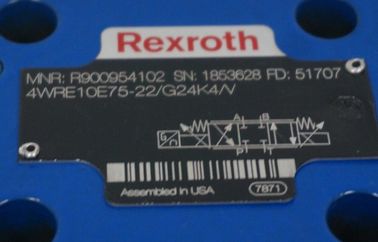 Rexroth
MNR: R900954102 SN: 1853628 FD: 51707
4WRE10E75-22/G24K4/V
A B
P T
Assembled in USA 7871